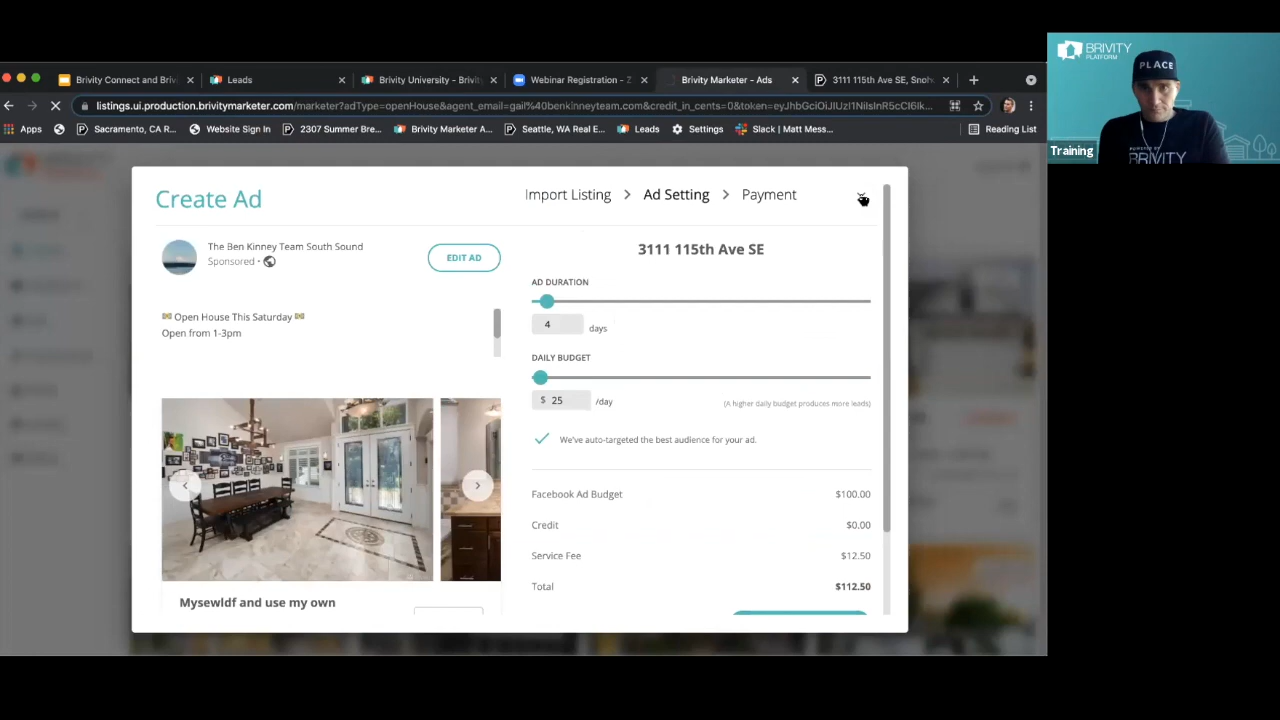 Brivity Connect and Briv
Leads
Brivity University - Brivity
Webinar Registration - Z
Brivity Marketer - Ads
3111 115th Ave SE, Snoh
listings.ui.production.brivitymarketer.com/marketer?adType=openHouse&agent_email=gail%40benkinneyteam.com&credit_in_cents=0&token=eyJhbGciOiJIUzI1NiIsInR5cCI6Ik...
Apps
Sacramento, CA R...
Website Sign In
2307 Summer Bre...
Brivity Marketer A...
Seattle, WA Real E...
Leads
Settings
Slack | Matt Mess...
Reading List
BRIVITY
PLATFORM
PLACE
POWERED BY
BRIVITY
Training
Create Ad
Import Listing > Ad Setting > Payment
The Ben Kinney Team South Sound
Sponsored •
EDIT AD
Open House This Saturday
Open from 1-3pm
Mysewldf and use my own
3111 115th Ave SE
AD DURATION
4 days
DAILY BUDGET
$ 25 /day
(A higher daily budget produces more leads)
We've auto-targeted the best audience for your ad.
Facebook Ad Budget $100.00
Credit $0.00
Service Fee $12.50
Total $112.50